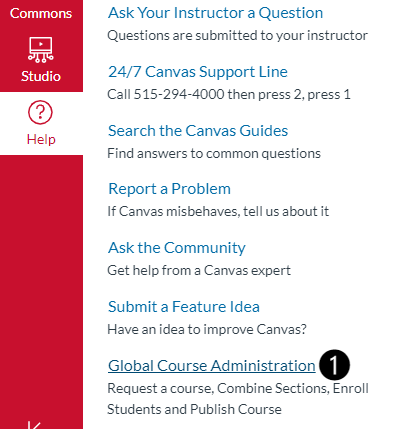 Commons
Studio
Help
Ask Your Instructor a Question
Questions are submitted to your instructor
24/7 Canvas Support Line
Call 515-294-4000 then press 2, press 1
Search the Canvas Guides
Find answers to common questions
Report a Problem
If Canvas misbehaves, tell us about it
Ask the Community
Get help from a Canvas expert
Submit a Feature Idea
Have an idea to improve Canvas?
Global Course Administration 1
Request a course, Combine Sections, Enroll
Students and Publish Course